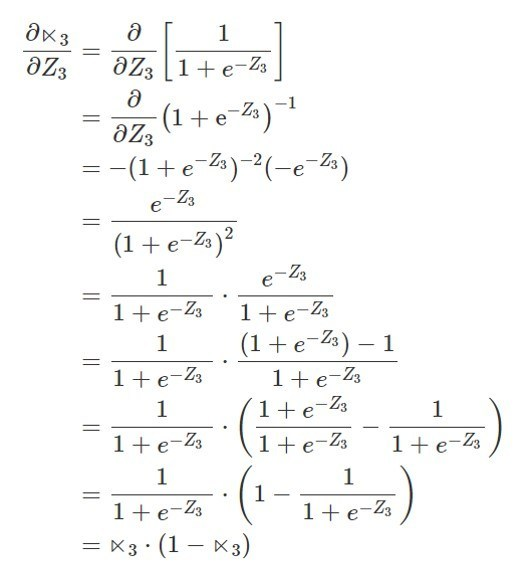 ∂⋉₃/∂Z₃ = ∂/∂Z₃ [1/(1 + e^{−Z₃})]
= ∂/∂Z₃ (1 + e^{−Z₃})^{−1}
= −(1 + e^{−Z₃})^{−2}(−e^{−Z₃})
= e^{−Z₃}/(1 + e^{−Z₃})^2
= 1/(1 + e^{−Z₃}) · e^{−Z₃}/(1 + e^{−Z₃})
= 1/(1 + e^{−Z₃}) · ((1 + e^{−Z₃}) − 1)/(1 + e^{−Z₃})
= 1/(1 + e^{−Z₃}) · ((1 + e^{−Z₃})/(1 + e^{−Z₃}) − 1/(1 + e^{−Z₃}))
= 1/(1 + e^{−Z₃}) · (1 − 1/(1 + e^{−Z₃}))
= ⋉₃ · (1 − ⋉₃)